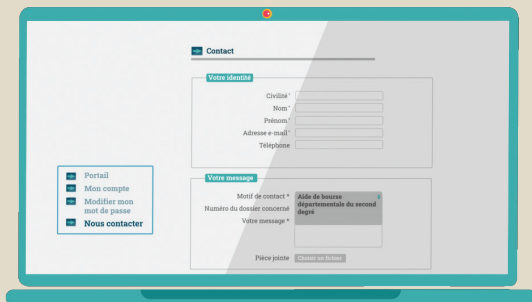 Contact
Votre identité
Civilité *
Nom *
Prénom *
Adresse e-mail *
Téléphone
Portail
Mon compte
Modifier mon
mot de passe
Nous contacter
Votre message
Motif de contact *
Aide de bourse
départementale du second
degré
Numéro du dossier concerné
Votre message *
Pièce jointe
Choisir un fichier